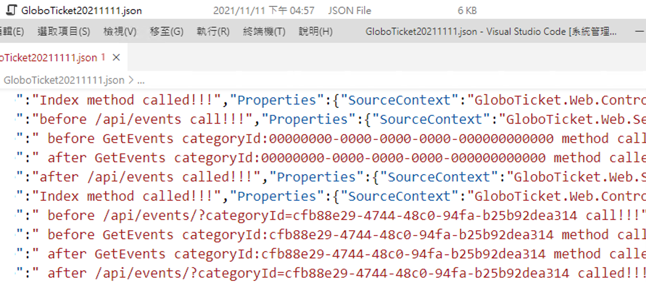 GloboTicket20211111.json 2021/11/11 下午 04:57 JSON File 6 KB
輯(E) 選取項目(S) 檢視(V) 移至(G) 執行(R) 終端機(T) 說明(H) GloboTicket20211111.json - Visual Studio Code [系統管理...
GloboTicket20211111.json 1 ×
GloboTicket20211111.json > ...
":"Index method called!!!","Properties":{"SourceContext":"GloboTicket.Web.Contro
":"before /api/events call!!!","Properties":{"SourceContext":"GloboTicket.Web.Se
":" before GetEvents categoryId:00000000-0000-0000-0000-000000000000 method call
":" after GetEvents categoryId:00000000-0000-0000-0000-000000000000 method calle
":"after /api/events called!!!","Properties":{"SourceContext":"GloboTicket.Web.S
":"Index method called!!!","Properties":{"SourceContext":"GloboTicket.Web.Contro
":" before /api/events/?categoryId=cfb88e29-4744-48c0-94fa-b25b92dea314 call!!!"
":" before GetEvents categoryId:cfb88e29-4744-48c0-94fa-b25b92dea314 method call
":" after GetEvents categoryId:cfb88e29-4744-48c0-94fa-b25b92dea314 method calle
":" after /api/events/?categoryId=cfb88e29-4744-48c0-94fa-b25b92dea314 called!!!